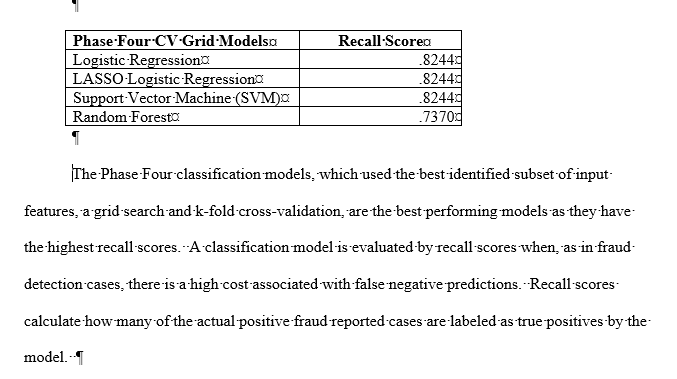 Phase Four CV Grid Models Recall Score
Logistic Regression .8244
LASSO Logistic Regression .8244
Support Vector Machine (SVM) .8244
Random Forest .7370
The Phase Four classification models, which used the best identified subset of input
features, a grid search and k-fold cross-validation, are the best performing models as they have
the highest recall scores.  A classification model is evaluated by recall scores when, as in fraud
detection cases, there is a high cost associated with false negative predictions.  Recall scores
calculate how many of the actual positive fraud reported cases are labeled as true positives by the
model.